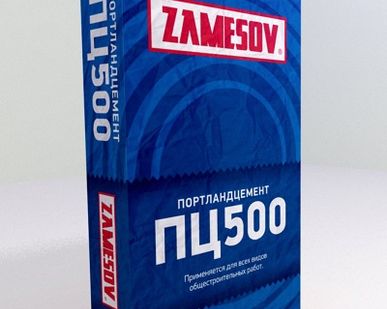 ZAMESOV®
ПОРТЛАНДЦЕМЕНТ
ПЦ500
Применяется для всех видов
общестроительных работ.
ПОРТЛАНДЦЕМЕНТ
ПЦ500
ZAMESOV®